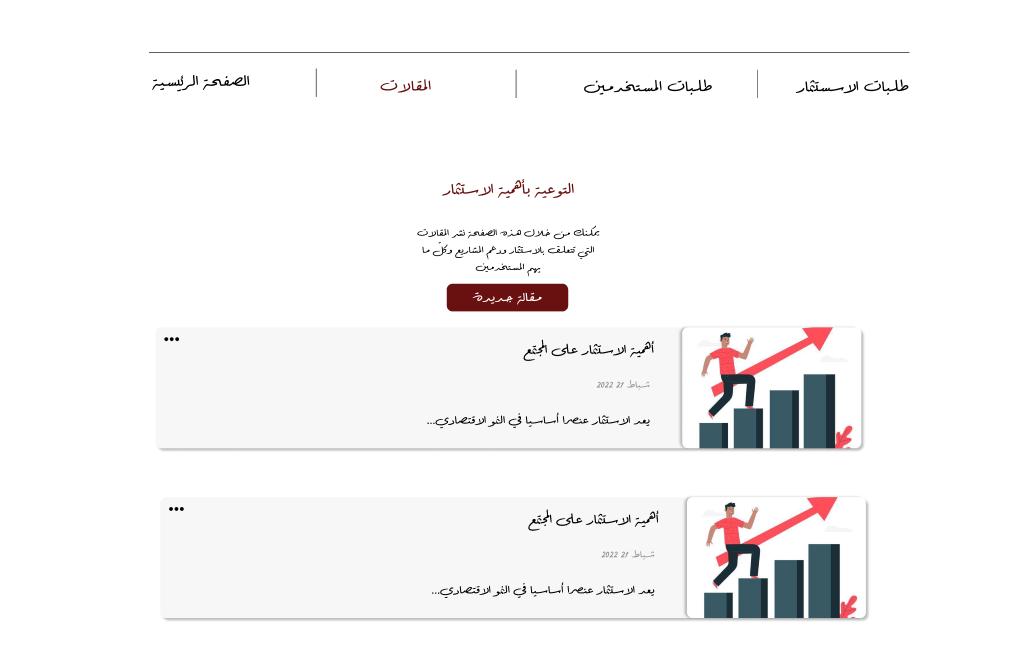 طلبات الاستثمار
طلبات المستخدمين
المقالات
الصفحة الرئيسية
التوعية بأهمية الاستثمار
يمكنك من خلال هذه الصفحة نشر المقالات
التي تتعلق بالاستثمار ودعم المشاريع وكلّ ما
يهم المستخدمين
مقالة جديدة
أهمية الاستثمار على المجتمع
شباط 21 2022
يعد الاستثمار عنصرا أساسيا في النمو الاقتصادي...
أهمية الاستثمار على المجتمع
شباط 21 2022
يعد الاستثمار عنصرا أساسيا في النمو الاقتصادي...